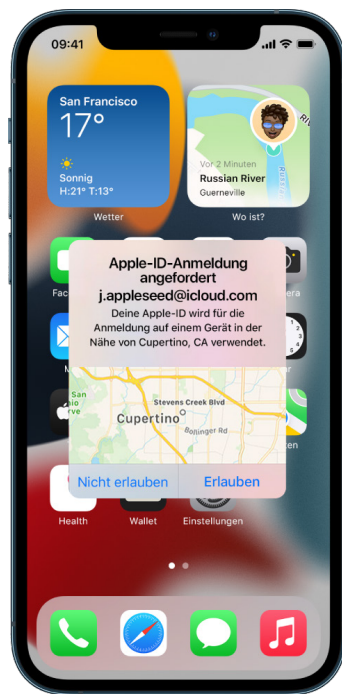 09:41
San Francisco
17°
Sonnig
H:21° T:13°
Wetter
Vor 2 Minuten
Russian River
Guerneville
Wo ist?
Apple-ID-Anmeldung
angefordert
j.appleseed@icloud.com
Deine Apple-ID wird für die
Anmeldung auf einem Gerät in der
Nähe von Cupertino, CA verwendet.
San
Stevens Creek Blvd
Cupertino
Boninger Rd
Nicht erlauben
Erlauben
Health
Wallet
Einstellungen